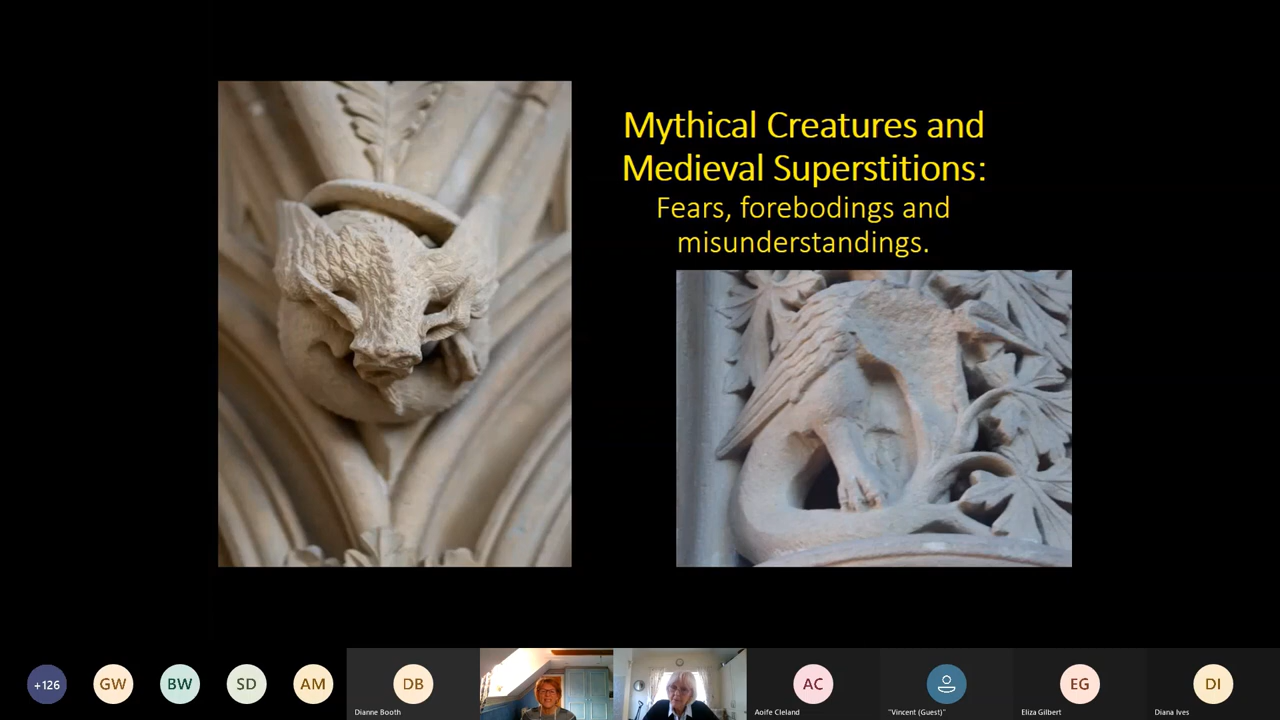 Mythical Creatures and
Medieval Superstitions:
Fears, forebodings and
misunderstandings.
+126
GW
BW
SD
AM
DB
Dianne Booth
AC
Aoife Cleland
"Vincent (Guest)"
EG
Eliza Gilbert
DI
Diana Ives